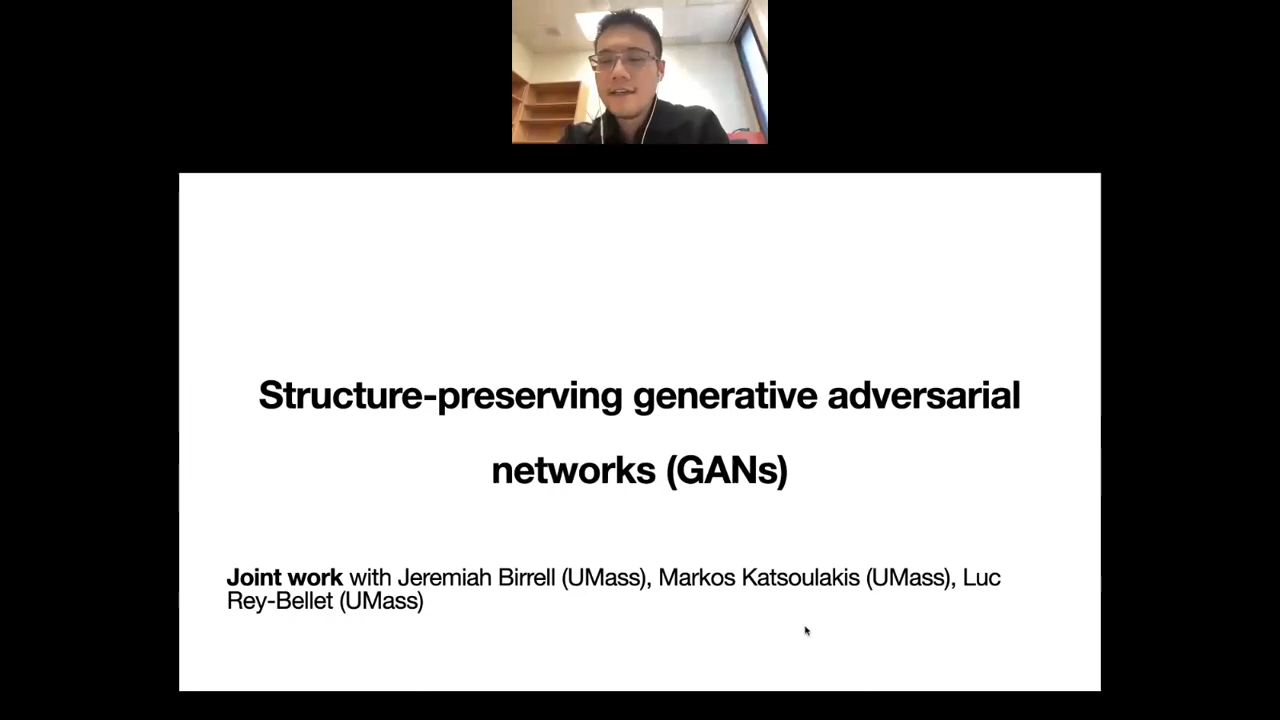 Structure-preserving generative adversarial
networks (GANs)
Joint work with Jeremiah Birrell (UMass), Markos Katsoulakis (UMass), Luc
Rey-Bellet (UMass)